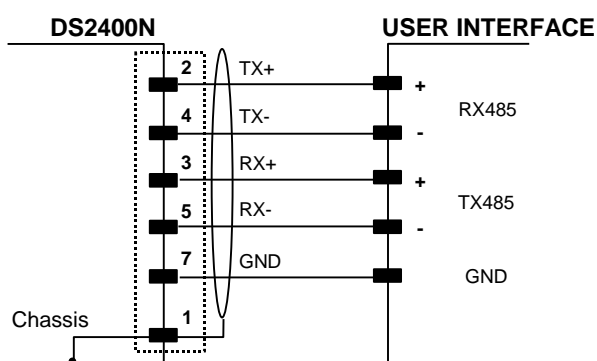 DS2400N USER INTERFACE
2 TX+ +
RX485
4 TX- -
3 RX+ +
TX485
5 RX- -
7 GND GND
Chassis 1